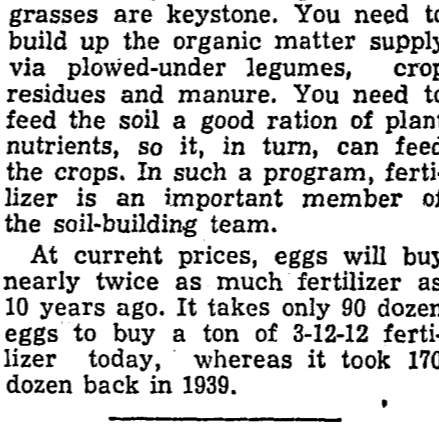 grasses are keystone. You need to
build up the organic matter supply
via plowed-under legumes, crop
residues and manure. You need to
feed the soil a good ration of plant
nutrients, so it, in turn, can feed
the crops. In such a program, ferti-
lizer is an important member of
the soil-building team.
At current prices, eggs will buy
nearly twice as much fertilizer as
10 years ago. It takes only 90 dozen
eggs to buy a ton of 3-12-12 ferti-
lizer today, whereas it took 170
dozen back in 1939.